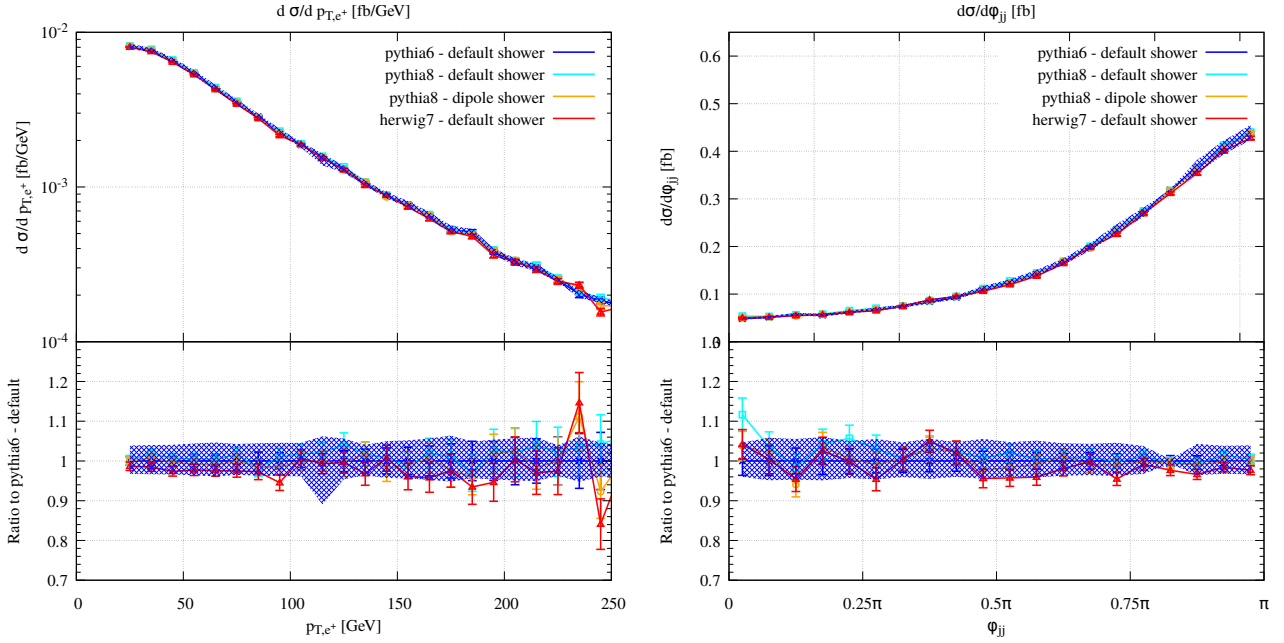 d σ/d p_{T,e⁺} [fb/GeV]
pythia6 - default shower
pythia8 - default shower
pythia8 - dipole shower
herwig7 - default shower
d σ/d p_{T,e⁺} [fb/GeV]
10⁻²
10⁻³
10⁻⁴
Ratio to pythia6 - default
1.2
1.1
1
0.9
0.8
0.7
0
50
100
150
200
250
p_{T,e⁺} [GeV]
dσ/dφ_{jj} [fb]
pythia6 - default shower
pythia8 - default shower
pythia8 - dipole shower
herwig7 - default shower
dσ/dφ_{jj} [fb]
0.6
0.5
0.4
0.3
0.2
0.1
Ratio to pythia6 - default
1.2
1.1
1
0.9
0.8
0.7
0
0.25π
0.5π
0.75π
π
φ_{jj}